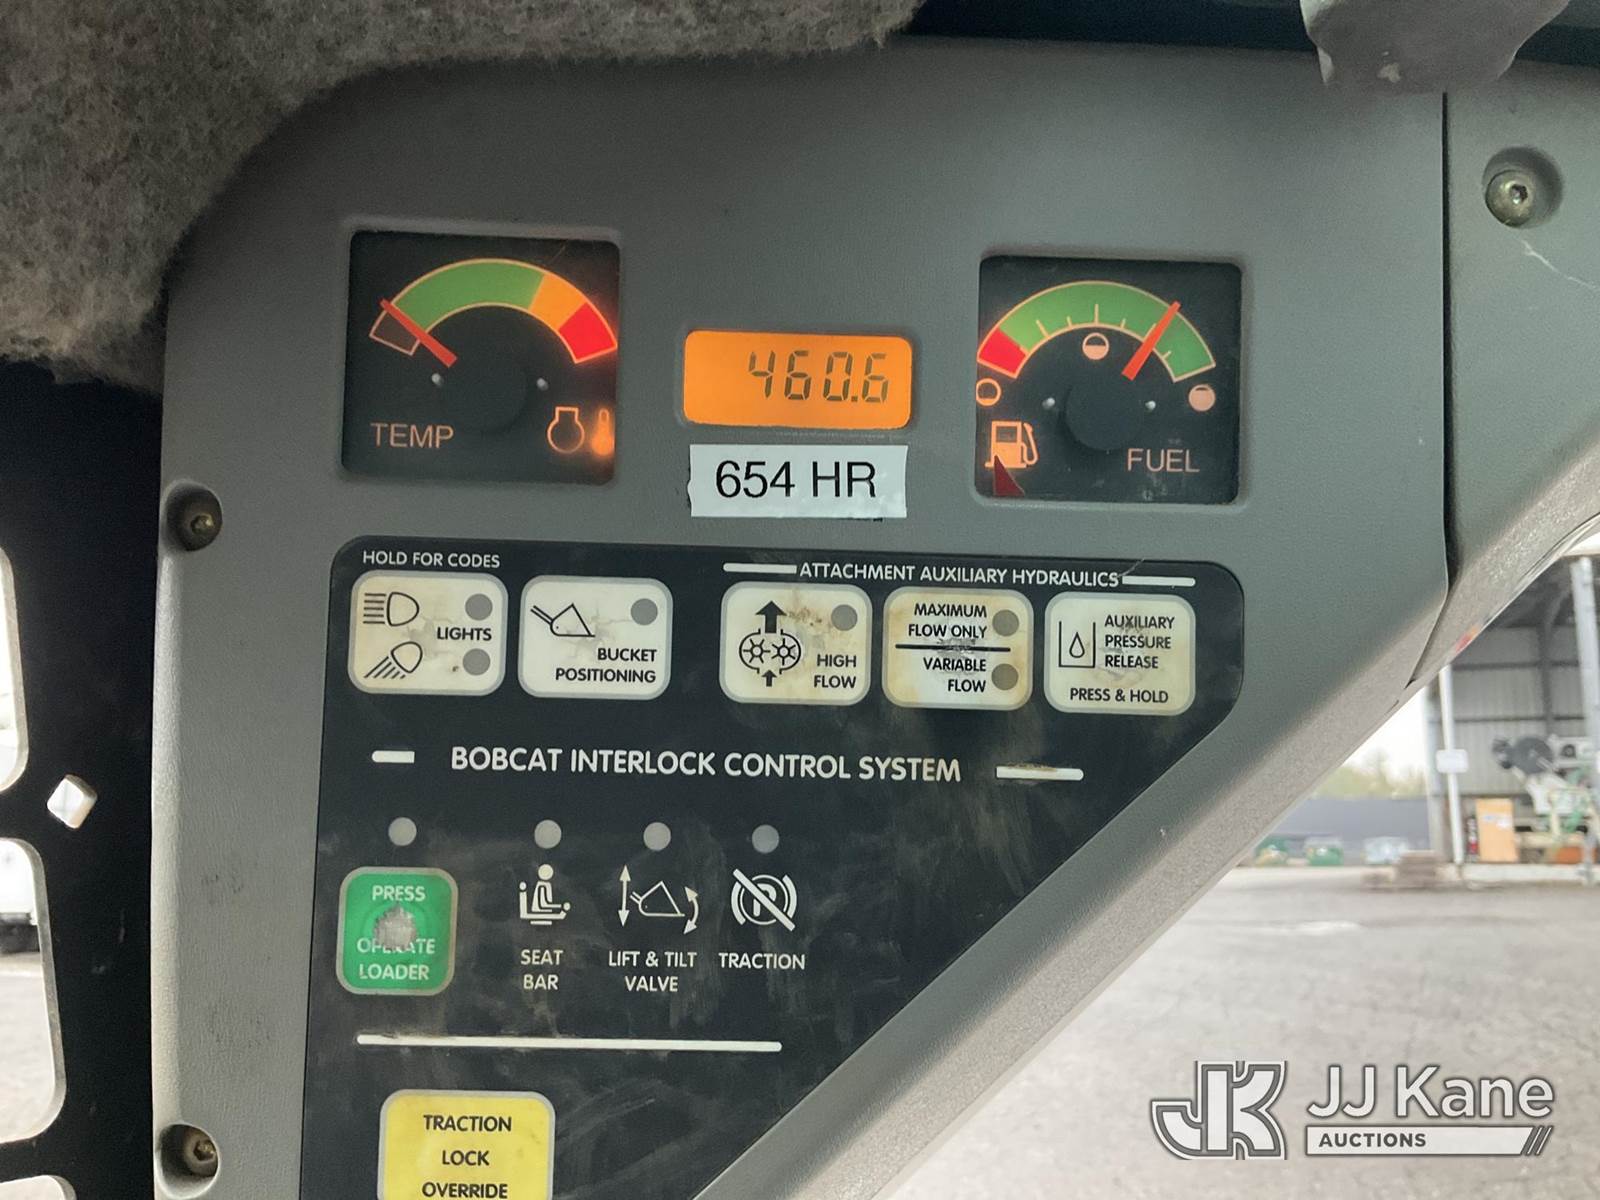 460.6
654 HR
TEMP
FUEL
HOLD FOR CODES
ATTACHMENT AUXILIARY HYDRAULICS
LIGHTS
BUCKET
POSITIONING
HIGH
FLOW
MAXIMUM
FLOW ONLY
VARIABLE
FLOW
AUXILIARY
PRESSURE
RELEASE
PRESS & HOLD
BOBCAT INTERLOCK CONTROL SYSTEM
PRESS
OPERATE
LOADER
SEAT
BAR
LIFT & TILT
VALVE
P
TRACTION
TRACTION
LOCK
OVERRIDE
JK JJ Kane
AUCTIONS